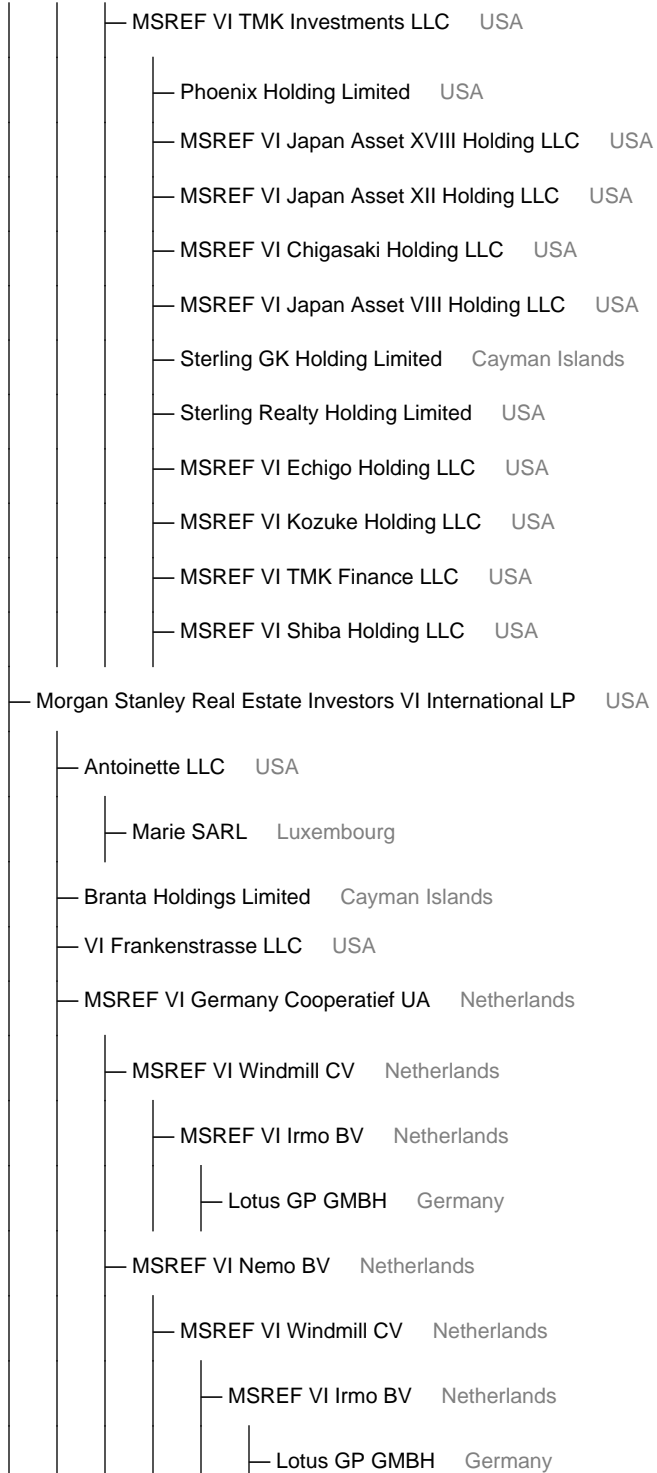 MSREF VI TMK Investments LLC USA
Phoenix Holding Limited USA
MSREF VI Japan Asset XVIII Holding LLC USA
MSREF VI Japan Asset XII Holding LLC USA
MSREF VI Chigasaki Holding LLC USA
MSREF VI Japan Asset VIII Holding LLC USA
Sterling GK Holding Limited Cayman Islands
Sterling Realty Holding Limited USA
MSREF VI Echigo Holding LLC USA
MSREF VI Kozuke Holding LLC USA
MSREF VI TMK Finance LLC USA
MSREF VI Shiba Holding LLC USA
Morgan Stanley Real Estate Investors VI International LP USA
Antoinette LLC USA
Marie SARL Luxembourg
Branta Holdings Limited Cayman Islands
VI Frankenstrasse LLC USA
MSREF VI Germany Cooperatief UA Netherlands
MSREF VI Windmill CV Netherlands
MSREF VI Irmo BV Netherlands
Lotus GP GMBH Germany
MSREF VI Nemo BV Netherlands
MSREF VI Windmill CV Netherlands
MSREF VI Irmo BV Netherlands
Lotus GP GMBH Germany